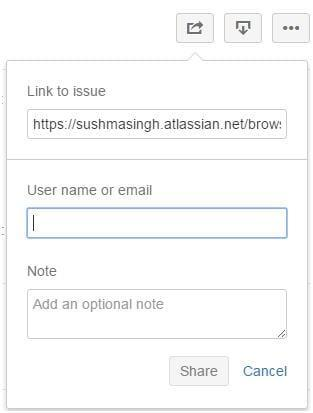 Link to issue
https://sushmasingh.atlassian.net/brows
User name or email
Note
Add an optional note
Share Cancel